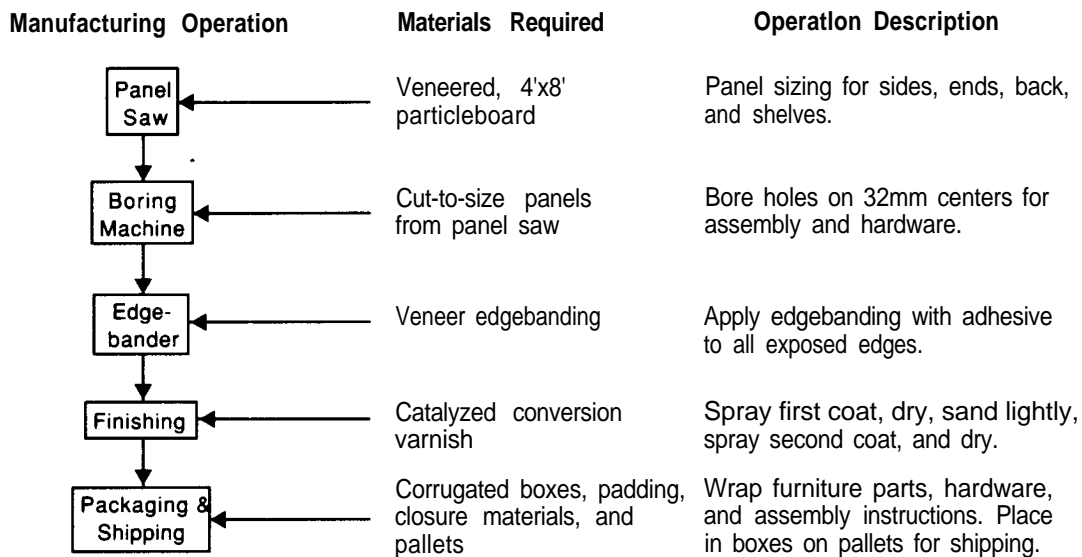 Manufacturing Operation
Materials Required
Operation Description
Panel
Saw
Veneered, 4'x8'
particleboard
Panel sizing for sides, ends, back,
and shelves.
Boring
Machine
Cut-to-size panels
from panel saw
Bore holes on 32mm centers for
assembly and hardware.
Edge-
bander
Veneer edgebanding
Apply edgebanding with adhesive
to all exposed edges.
Finishing
Catalyzed conversion
varnish
Spray first coat, dry, sand lightly,
spray second coat, and dry.
Packaging &
Shipping
Corrugated boxes, padding,
closure materials, and
pallets
Wrap furniture parts, hardware,
and assembly instructions. Place
in boxes on pallets for shipping.